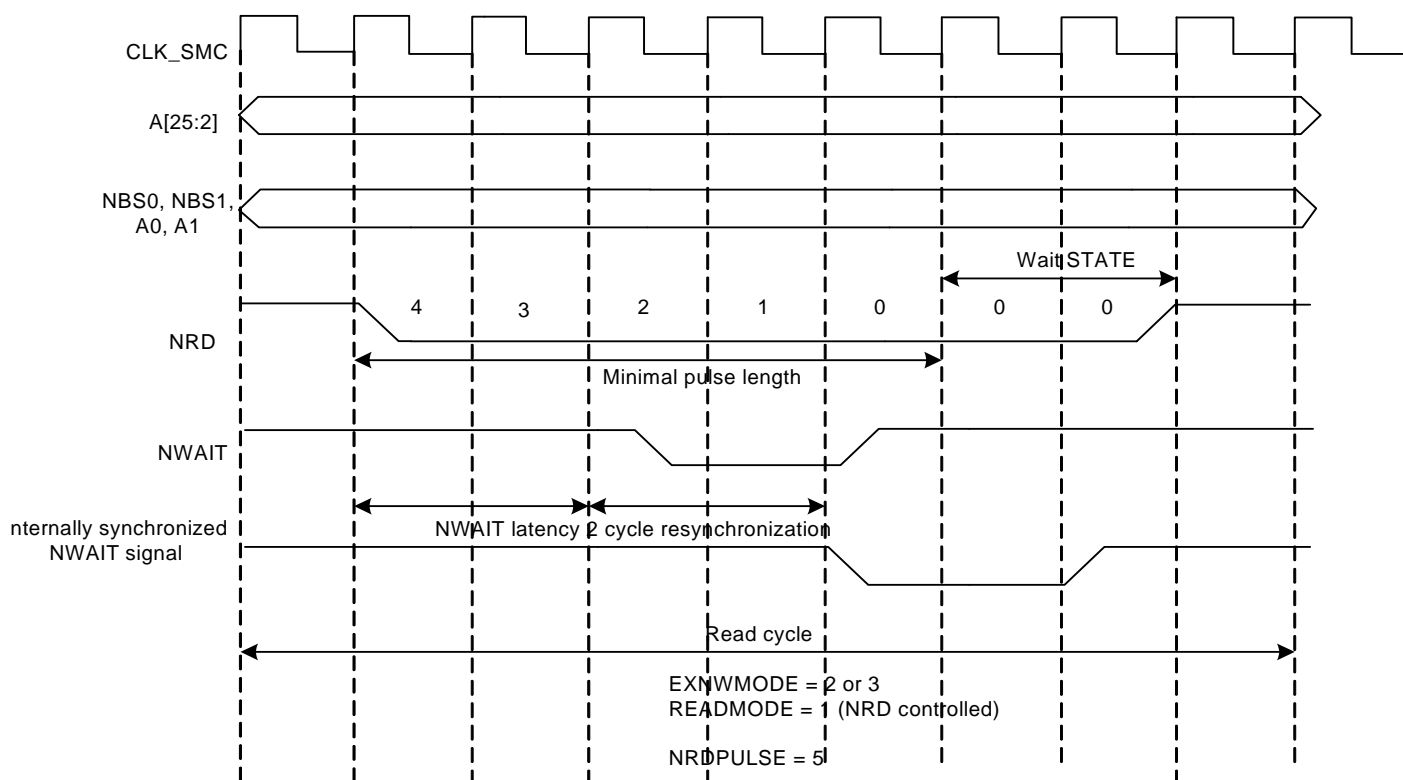 CLK_SMC
A[25:2]
NBS0, NBS1,
A0, A1
Wait STATE
4 3 2 1 0 0 0
NRD
Minimal pulse length
NWAIT
NWAIT latency 2 cycle resynchronization
nternally synchronized
NWAIT signal
Read cycle
EXNWMODE = 2 or 3
READMODE = 1 (NRD controlled)
NRDPULSE = 5